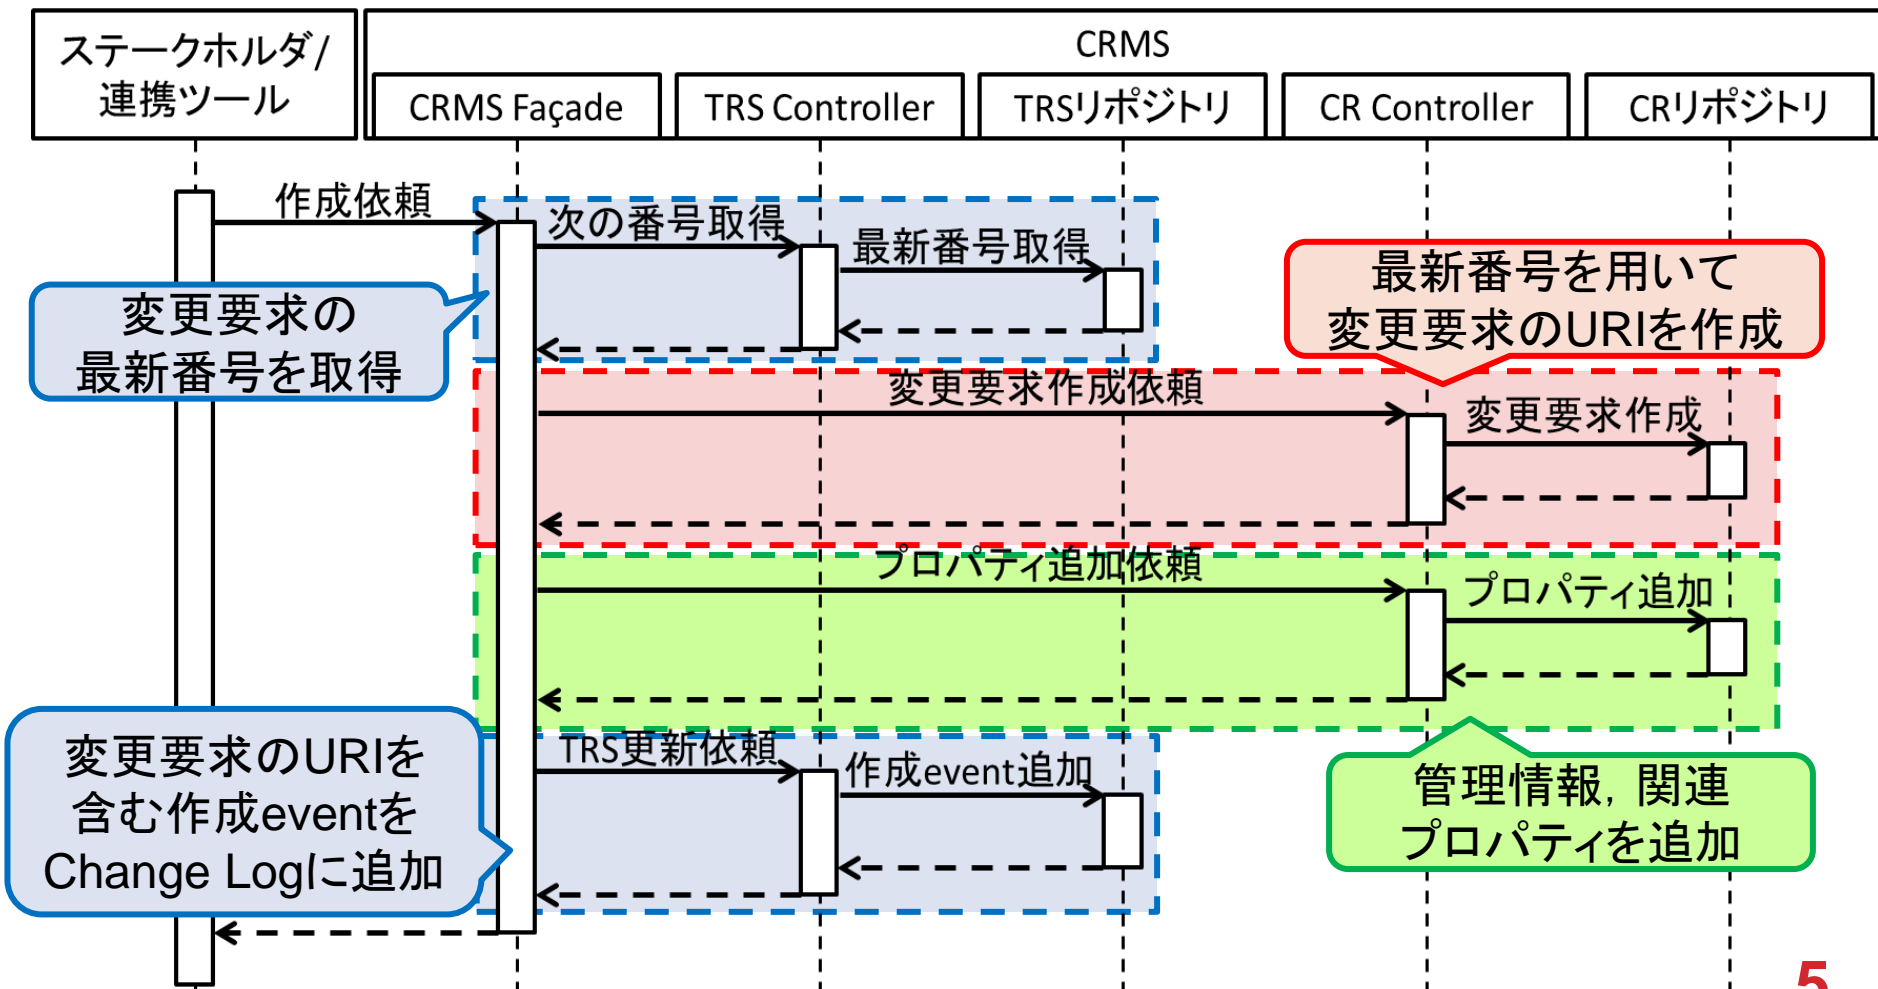 ステークホルダ/
連携ツール
CRMS
CRMS Façade
TRS Controller
TRSリポジトリ
CR Controller
CRリポジトリ
作成依頼
次の番号取得
最新番号取得
変更要求の
最新番号を取得
最新番号を用いて
変更要求のURIを作成
変更要求作成依頼
変更要求作成
プロパティ追加依頼
プロパティ追加
TRS更新依頼
作成event追加
変更要求のURIを
含む作成eventを
Change Logに追加
管理情報，関連
プロパティを追加
5